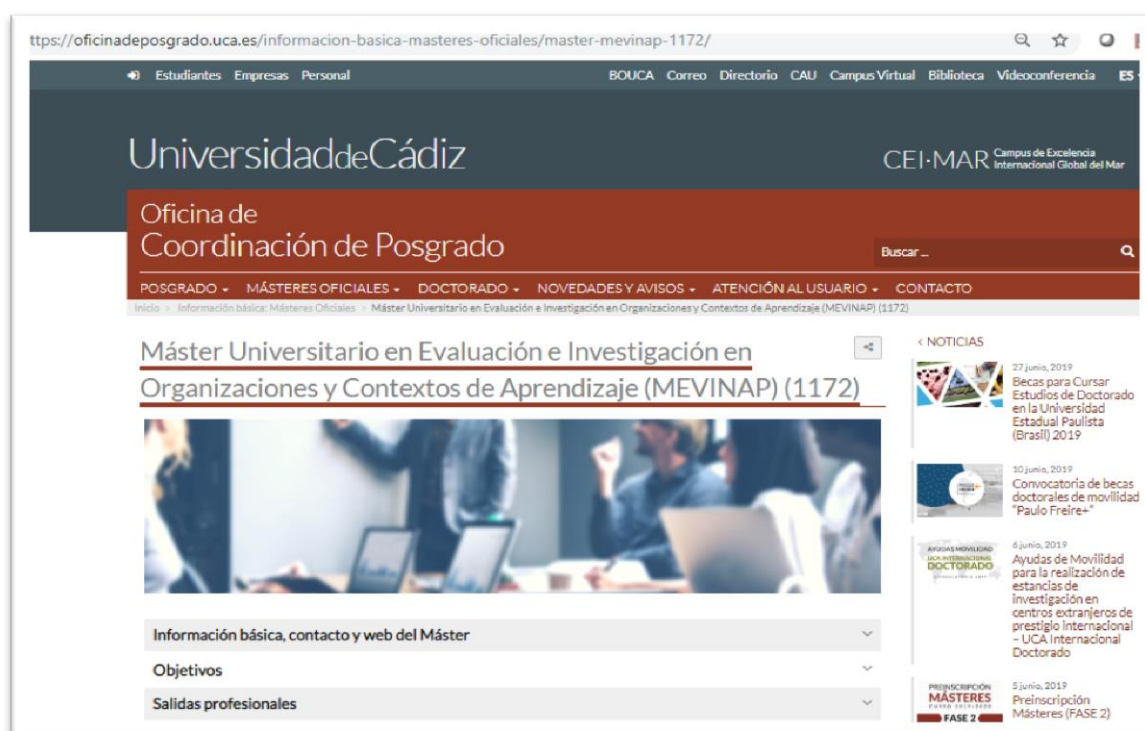 ttps://oficinadeposgrado.uca.es/informacion-basica-masteres-oficiales/master-mevinap-1172/
Estudiantes Empresas Personal
BOUCA Correo Directorio CAU Campus Virtual Biblioteca Videoconferencia ES
UniversidaddeCádiz
CEI·MAR Campus de Excelencia
Internacional Global del Mar
Oficina de
Coordinación de Posgrado
Buscar ...
POSGRADO MÁSTERES OFICIALES DOCTORADO NOVEDADES Y AVISOS ATENCIÓN AL USUARIO CONTACTO
Inicio > Información básica: Másteres Oficiales > Máster Universitario en Evaluación e Investigación en Organizaciones y Contextos de Aprendizaje (MEVINAP) (1172)
Máster Universitario en Evaluación e Investigación en
Organizaciones y Contextos de Aprendizaje (MEVINAP) (1172)
Información básica, contacto y web del Máster
Objetivos
Salidas profesionales
< NOTICIAS
27 junio, 2019
Becas para Cursar
Estudios de Doctorado
en la Universidad
Estadual Paulista
(Brasil) 2019
10 junio, 2019
Convocatoria de becas
doctorales de movilidad
"Paulo Freire+"
AYUDAS MOVILIDAD
UCA INTERNACIONAL
DOCTORADO
6 junio, 2019
Ayudas de Movilidad
para la realización de
estancias de
investigación en
centros extranjeros de
prestigio internacional
– UCA Internacional
Doctorado
PREINSCRIPCIÓN
MÁSTERES
FASE 2
5 junio, 2019
Preinscripción
Másteres (FASE 2)